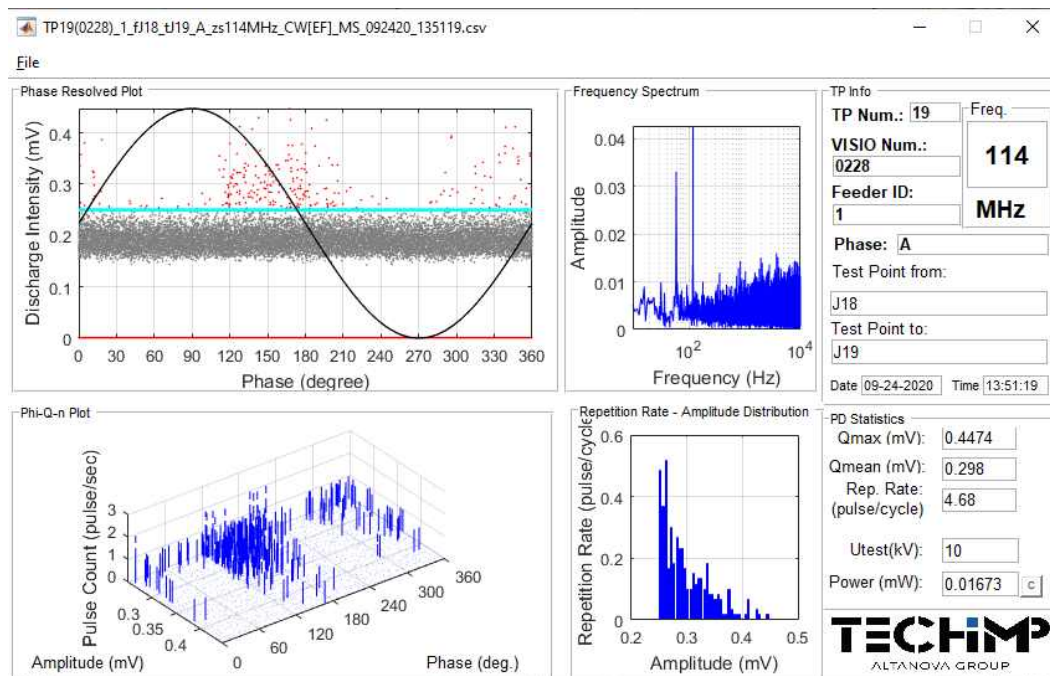 TP19(0228)_1_fJ18_tJ19_A_zs114MHz_CW[EF]_MS_092420_135119.csv
File
Phase Resolved Plot
Discharge Intensity (mV)
0.4
0.3
0.2
0.1
0
0 30 60 90 120 150 180 210 240 270 300 330 360
Phase (degree)
Frequency Spectrum
Amplitude
0.04
0.03
0.02
0.01
0
10² 10⁴
Frequency (Hz)
TP Info
TP Num.: 19
Freq.
114
MHz
VISIO Num.:
0228
Feeder ID:
1
Phase: A
Test Point from:
J18
Test Point to:
J19
Date 09-24-2020 Time 13:51:19
Phi-Q-n Plot
Pulse Count (pulse/sec)
3
2
1
0
0.3
0.35
0.4
Amplitude (mV)
0
60
120
180
240
300
360
Phase (deg.)
Repetition Rate - Amplitude Distribution
Repetition Rate (pulse/cycle)
0.6
0.4
0.2
0
0.2 0.3 0.4 0.5
Amplitude (mV)
PD Statistics
Qmax (mV): 0.4474
Qmean (mV): 0.298
Rep. Rate:
(pulse/cycle) 4.68
Utest(kV): 10
Power (mW): 0.01673 c
TECHIMP
ALTANOVA GROUP